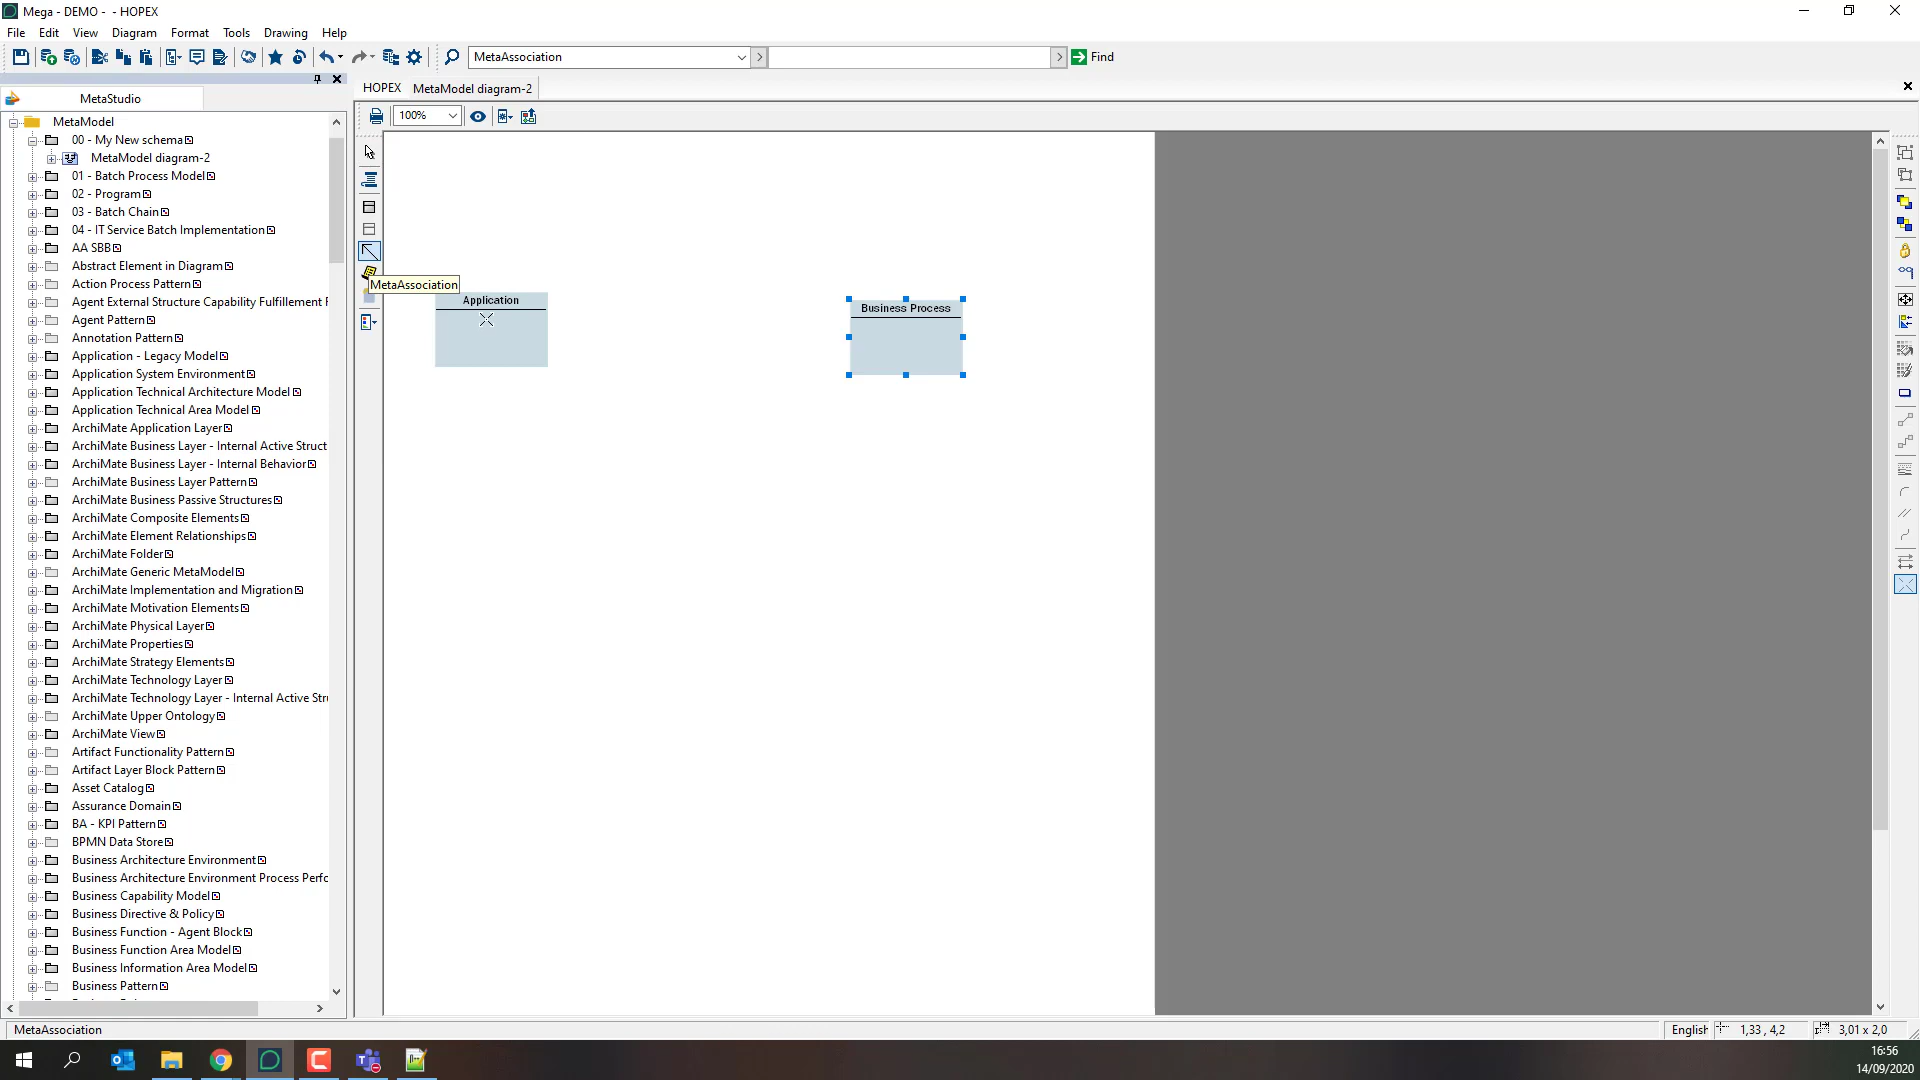 Mega - DEMO -  - HOPEX
File Edit View Diagram Format Tools Drawing Help
MetaAssociation
Find
MetaStudio
HOPEX MetaModel diagram-2
100%
MetaModel
00 - My New schema
MetaModel diagram-2
01 - Batch Process Model
02 - Program
03 - Batch Chain
04 - IT Service Batch Implementation
AA SBB
Abstract Element in Diagram
Action Process Pattern
Agent External Structure Capability Fulfillment F
Agent Pattern
Annotation Pattern
Application - Legacy Model
Application System Environment
Application Technical Architecture Model
Application Technical Area Model
ArchiMate Application Layer
ArchiMate Business Layer - Internal Active Struct
ArchiMate Business Layer - Internal Behavior
ArchiMate Business Layer Pattern
ArchiMate Business Passive Structures
ArchiMate Composite Elements
ArchiMate Element Relationships
ArchiMate Folder
ArchiMate Generic MetaModel
ArchiMate Implementation and Migration
ArchiMate Motivation Elements
ArchiMate Physical Layer
ArchiMate Properties
ArchiMate Strategy Elements
ArchiMate Technology Layer
ArchiMate Technology Layer - Internal Active Stru
ArchiMate Upper Ontology
ArchiMate View
Artifact Functionality Pattern
Artifact Layer Block Pattern
Asset Catalog
Assurance Domain
BA - KPI Pattern
BPMN Data Store
Business Architecture Environment
Business Architecture Environment Process Perfo
Business Capability Model
Business Directive & Policy
Business Function - Agent Block
Business Function Area Model
Business Information Area Model
Business Pattern
MetaAssociation
Application
Business Process
MetaAssociation
English 1,33 , 4,2 3,01 x 2,0
16:56
14/09/2020